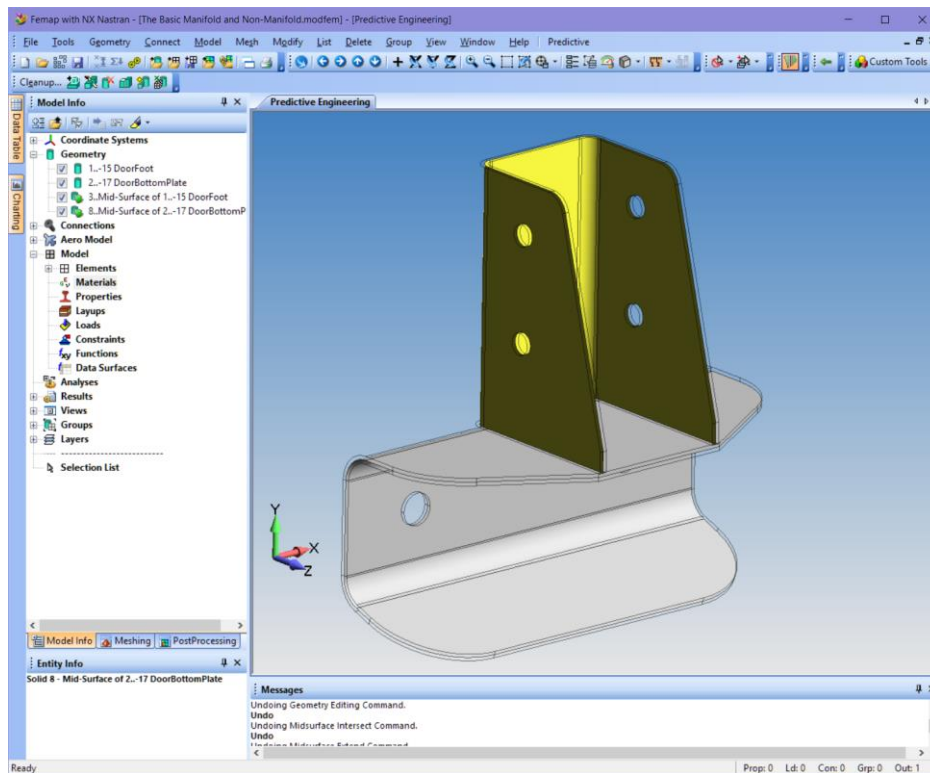 Femap with NX Nastran - [The Basic Manifold and Non-Manifold.modfem] - [Predictive Engineering]
File Tools Geometry Connect Model Mesh Modify List Delete Group View Window Help Predictive
Custom Tools
Cleanup...
Model Info
Predictive Engineering
Data Table
Charting
Coordinate Systems
Geometry
1..-15 DoorFoot
2..-17 DoorBottomPlate
3..Mid-Surface of 1..-15 DoorFoot
8..Mid-Surface of 2..-17 DoorBottomP
Connections
Aero Model
Model
Elements
Materials
Properties
Layups
Loads
Constraints
Functions
Data Surfaces
Analyses
Results
Views
Groups
Layers
Selection List
Y
X
Z
Model Info Meshing PostProcessing
Entity Info
Solid 8 - Mid-Surface of 2..-17 DoorBottomPlate
Messages
Undoing Geometry Editing Command.
Undo
Undoing Midsurface Intersect Command.
Undo
Undoing Midsurface Extend Command
Ready
Prop: 0 Ld: 0 Con: 0 Grp: 0 Out: 1